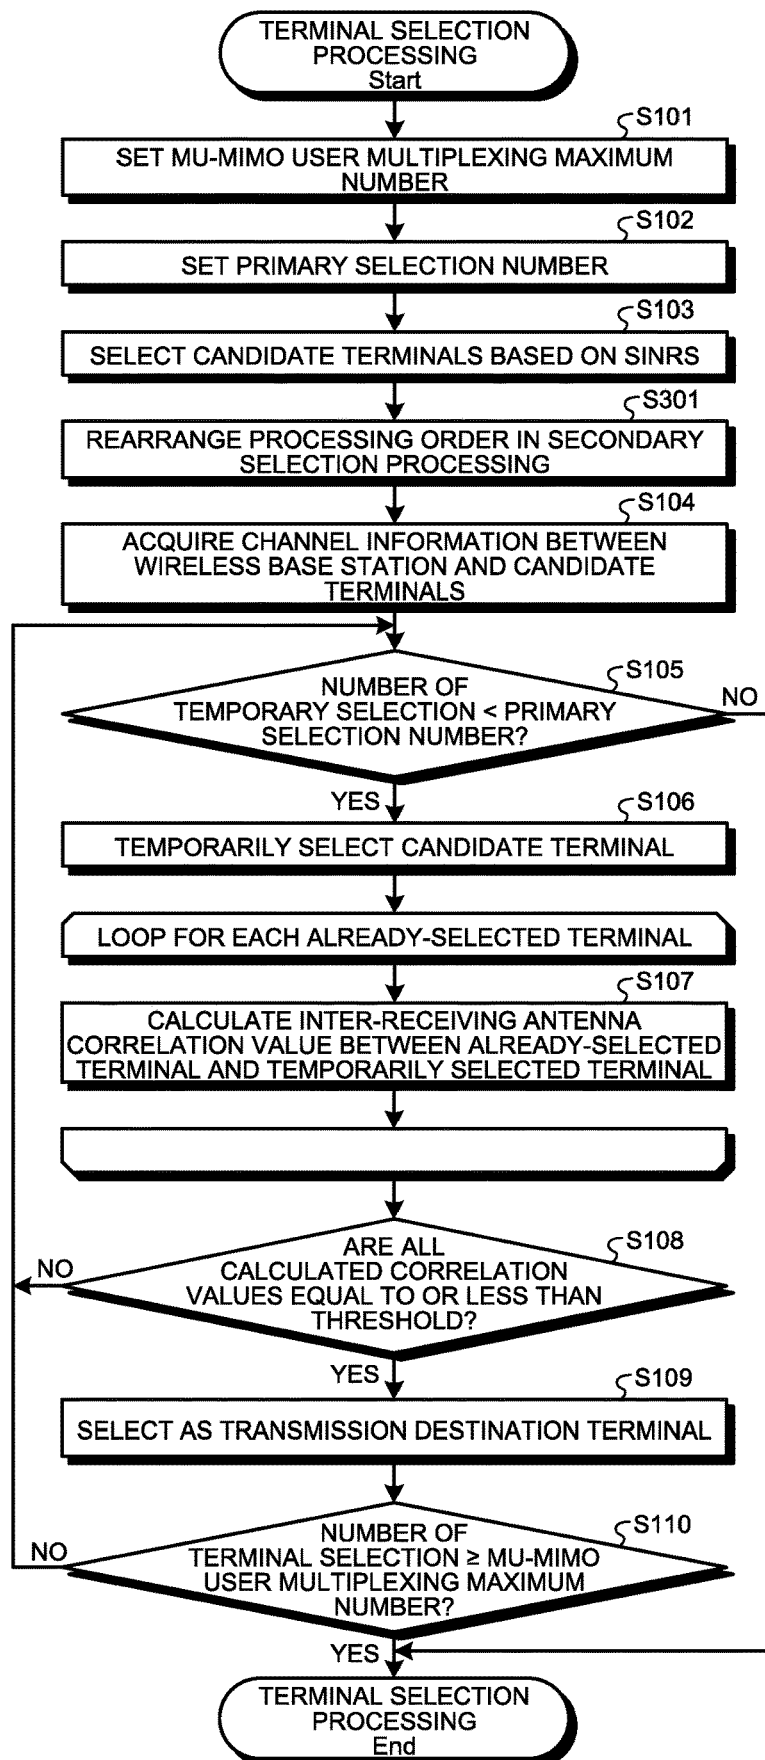 TERMINAL SELECTION
PROCESSING
Start
S101
SET MU-MIMO USER MULTIPLEXING MAXIMUM
NUMBER
S102
SET PRIMARY SELECTION NUMBER
S103
SELECT CANDIDATE TERMINALS BASED ON SINRS
S301
REARRANGE PROCESSING ORDER IN SECONDARY
SELECTION PROCESSING
S104
ACQUIRE CHANNEL INFORMATION BETWEEN
WIRELESS BASE STATION AND CANDIDATE
TERMINALS
S105
NUMBER OF
TEMPORARY SELECTION < PRIMARY
SELECTION NUMBER?
NO
YES
S106
TEMPORARILY SELECT CANDIDATE TERMINAL
LOOP FOR EACH ALREADY-SELECTED TERMINAL
S107
CALCULATE INTER-RECEIVING ANTENNA
CORRELATION VALUE BETWEEN ALREADY-SELECTED
TERMINAL AND TEMPORARILY SELECTED TERMINAL
S108
ARE ALL
CALCULATED CORRELATION
VALUES EQUAL TO OR LESS THAN
THRESHOLD?
NO
YES
S109
SELECT AS TRANSMISSION DESTINATION TERMINAL
S110
NUMBER OF
TERMINAL SELECTION ≥ MU-MIMO
USER MULTIPLEXING MAXIMUM
NUMBER?
NO
YES
TERMINAL SELECTION
PROCESSING
End